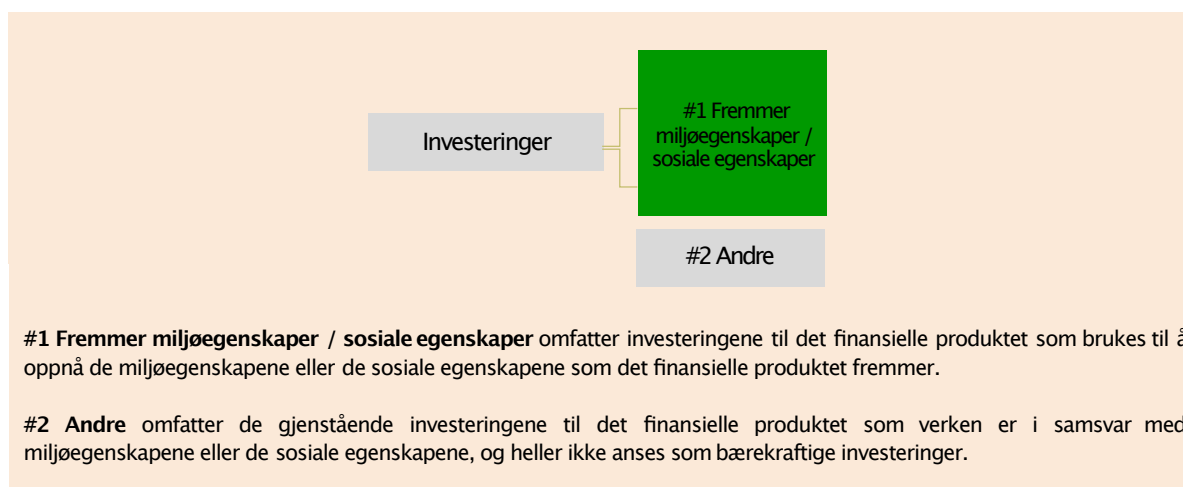 Investeringer
#1 Fremmer
miljøegenskaper /
sosiale egenskaper
#2 Andre
#1 Fremmer miljøegenskaper / sosiale egenskaper omfatter investeringene til det finansielle produktet som brukes til å
oppnå de miljøegenskapene eller de sosiale egenskapene som det finansielle produktet fremmer.
#2 Andre omfatter de gjenstående investeringene til det finansielle produktet som verken er i samsvar med
miljøegenskapene eller de sosiale egenskapene, og heller ikke anses som bærekraftige investeringer.